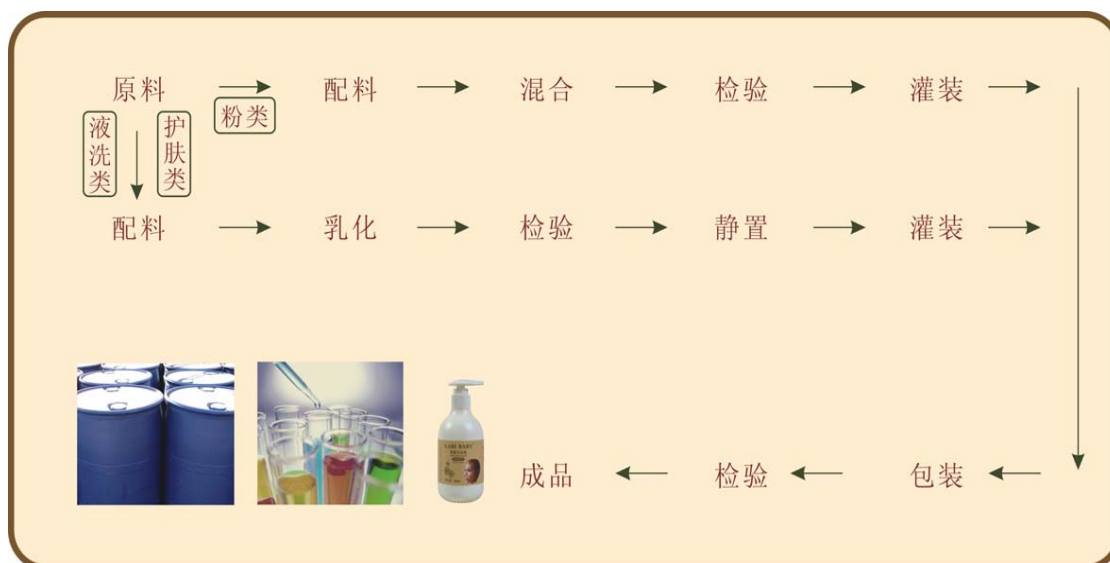 原料 配料 混合 检验 灌装
粉类
液洗类
护肤类
配料 乳化 检验 静置 灌装
成品 检验 包装